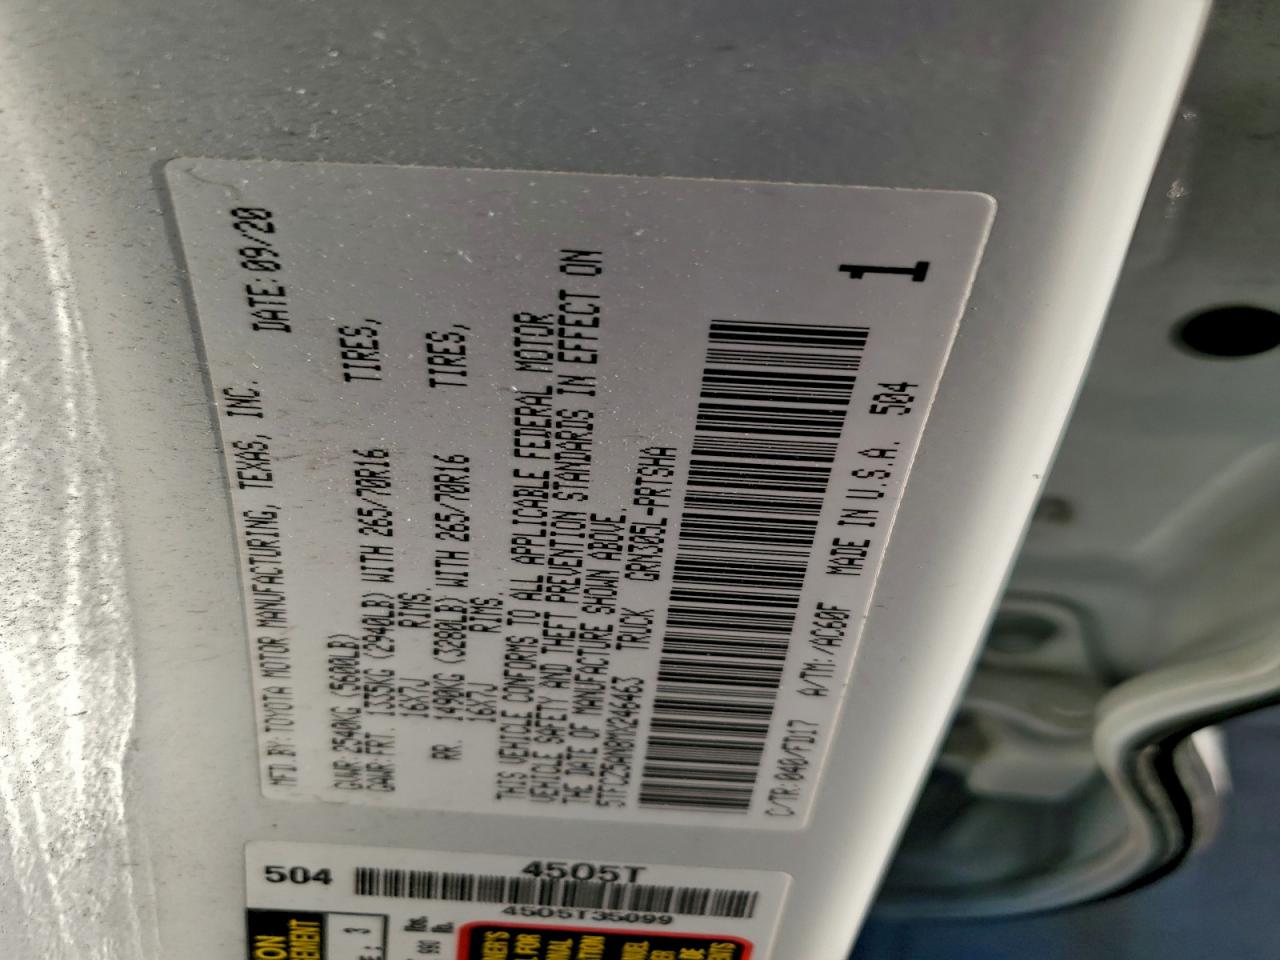 MFD BY: TOYOTA MOTOR MANUFACTURING, TEXAS, INC. DATE: 09/20
GVWR: 2540KG (5600LB)
GAWR: FRT. 1335KG (2940LB) WITH 265/70R16 TIRES,
16X7J RIMS.
RR. 1490KG (3280LB) WITH 265/70R16 TIRES,
16X7J RIMS.
THIS VEHICLE CONFORMS TO ALL APPLICABLE FEDERAL MOTOR
VEHICLE SAFETY AND THEFT PREVENTION STANDARDS IN EFFECT ON
THE DATE OF MANUFACTURE SHOWN ABOVE.
5TFCZ5AN8MX246463 TRUCK GRN305L-PRTSHA
1
C/TR: 040/FD17 A/TM: /AC60F MADE IN U.S.A. 504
504 4505T
4505T35099
3